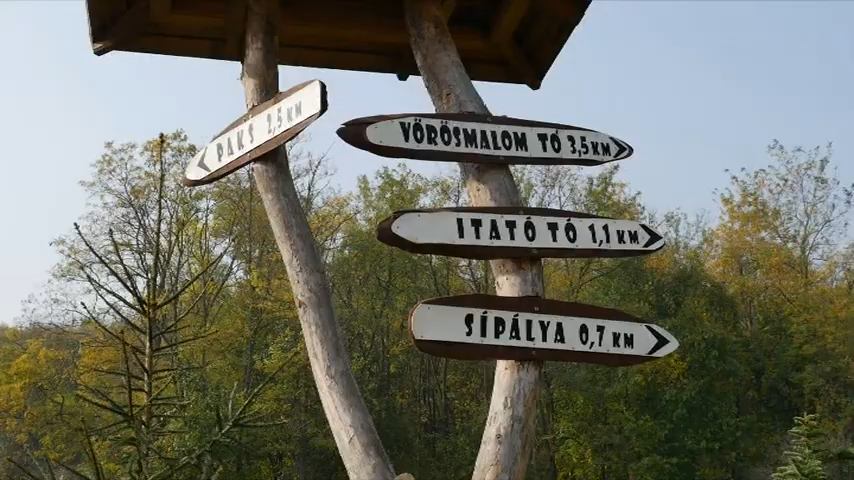 PAKS 2,5 KM
VÖRÖSMALOM TÓ 3,5 KM
ITATÓ TÓ 1,1 KM
SÍPÁLYA 0,7 KM